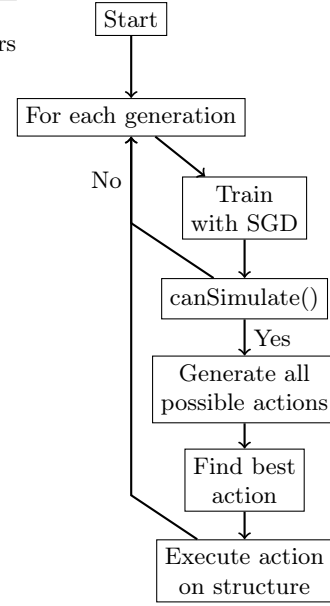 Start
rs
For each generation
No
Train
with SGD
canSimulate()
Yes
Generate all
possible actions
Find best
action
Execute action
on structure